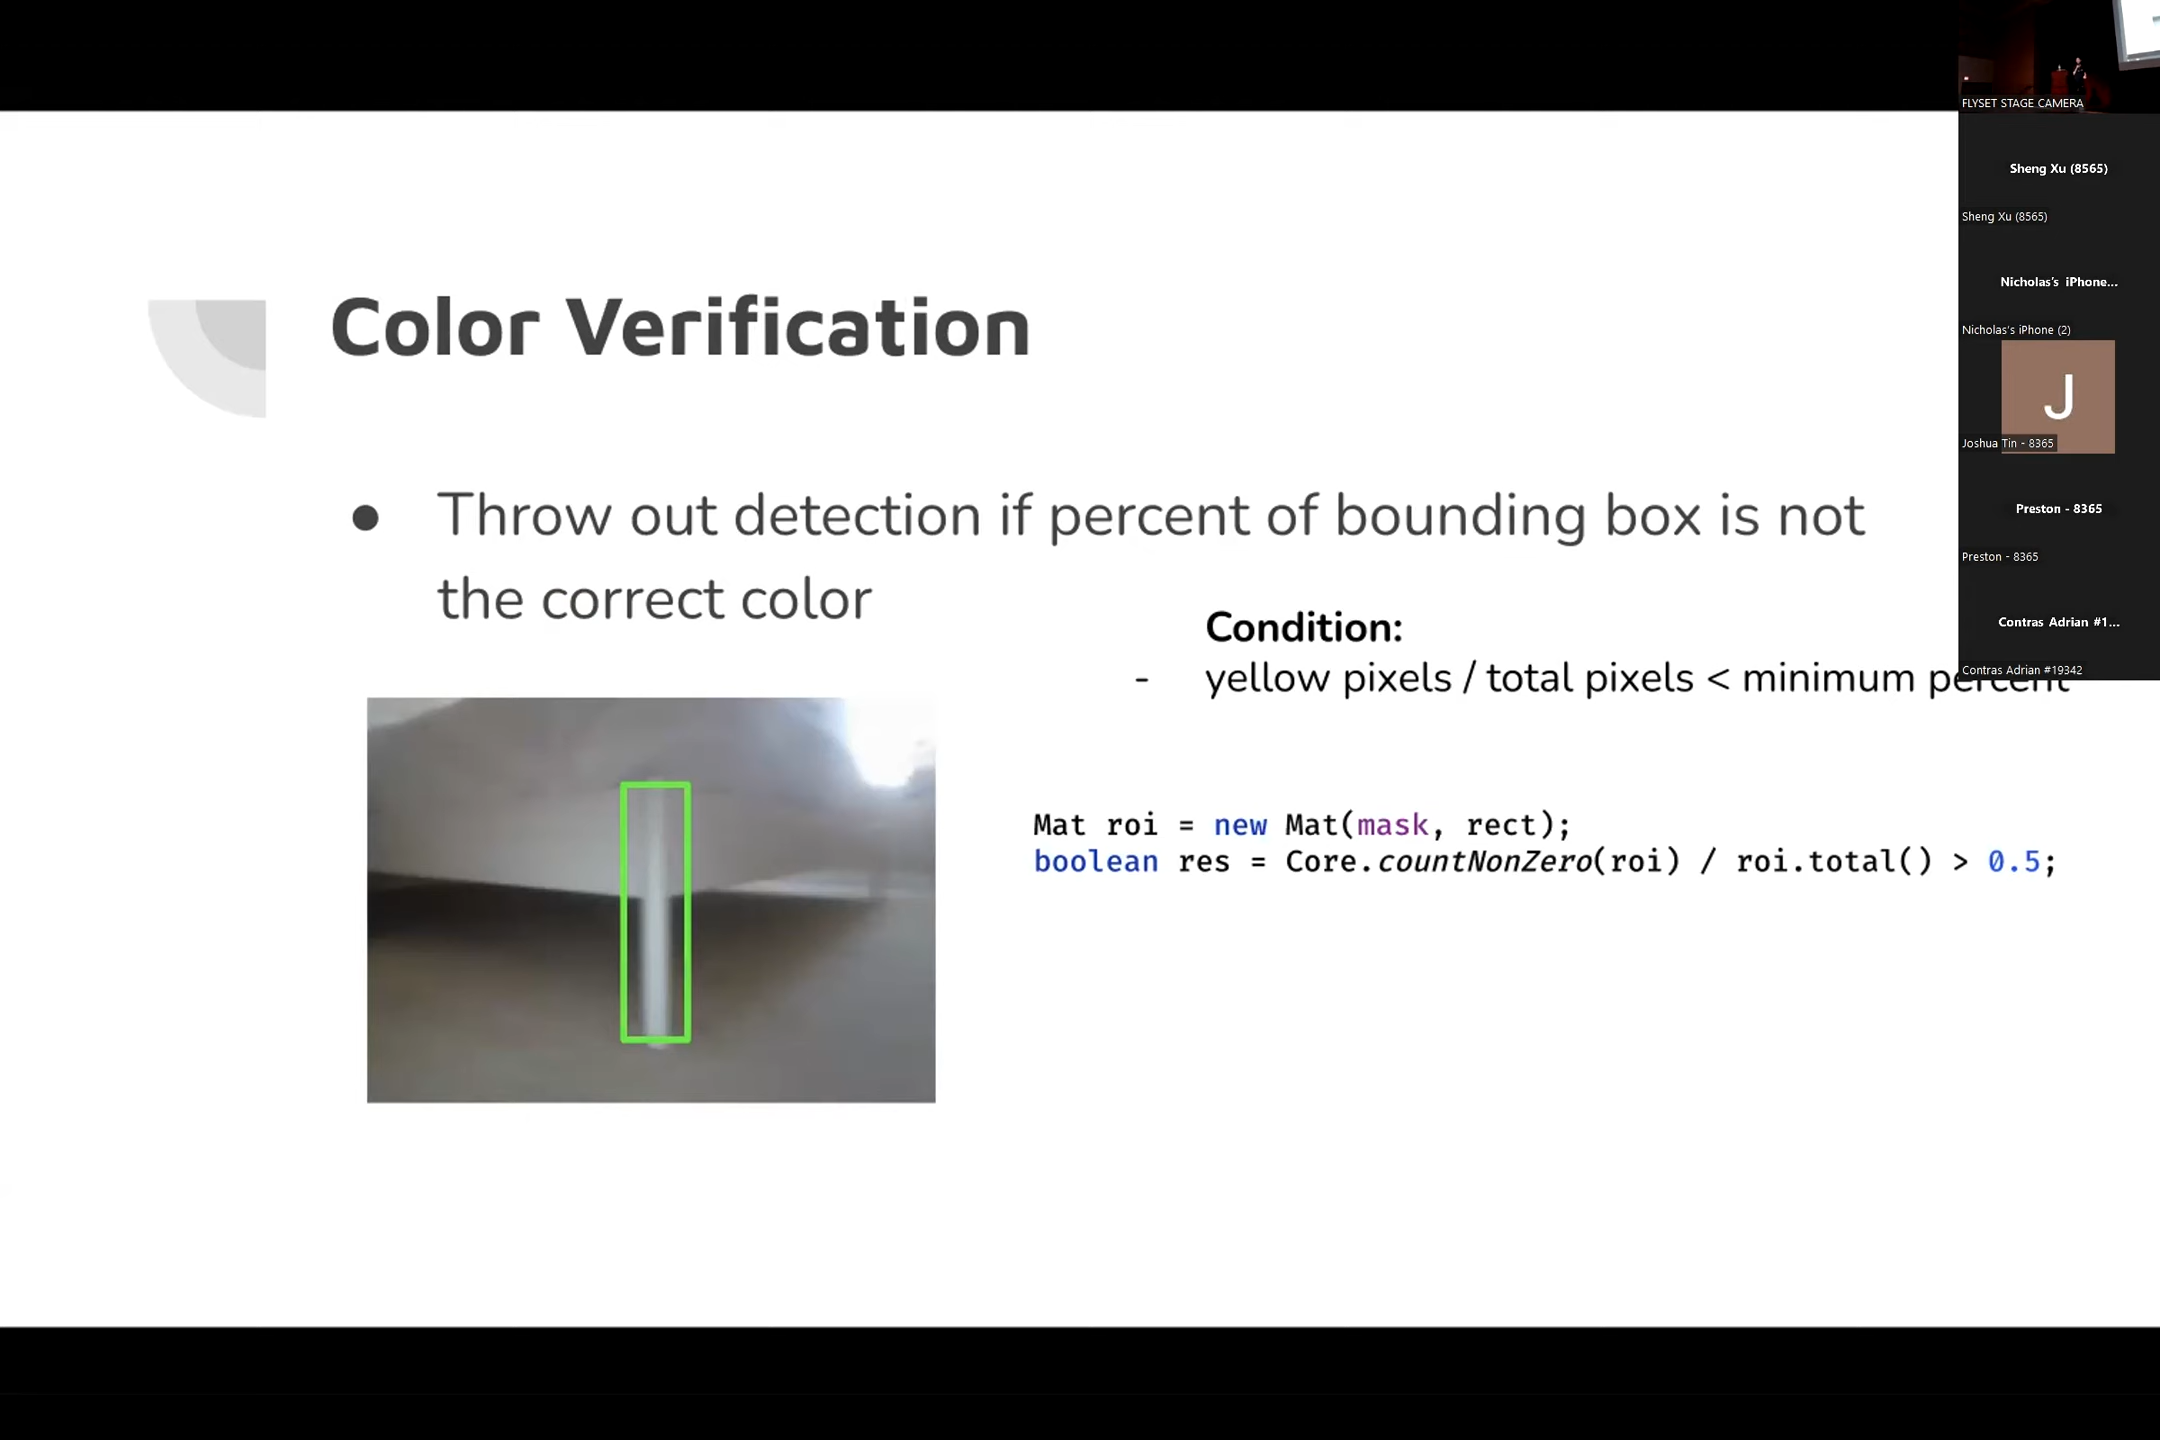 Color Verification
● Throw out detection if percent of bounding box is not
the correct color
Condition:
- yellow pixels / total pixels < minimum percent
Mat roi = new Mat(mask, rect);
boolean res = Core.countNonZero(roi) / roi.total() > 0.5;
FLYSET STAGE CAMERA
Sheng Xu (8565)
Sheng Xu (8565)
Nicholas's iPhone...
Nicholas's iPhone (2)
J
Joshua Tin - 8365
Preston - 8365
Preston - 8365
Contras Adrian #1...
Contras Adrian #19342